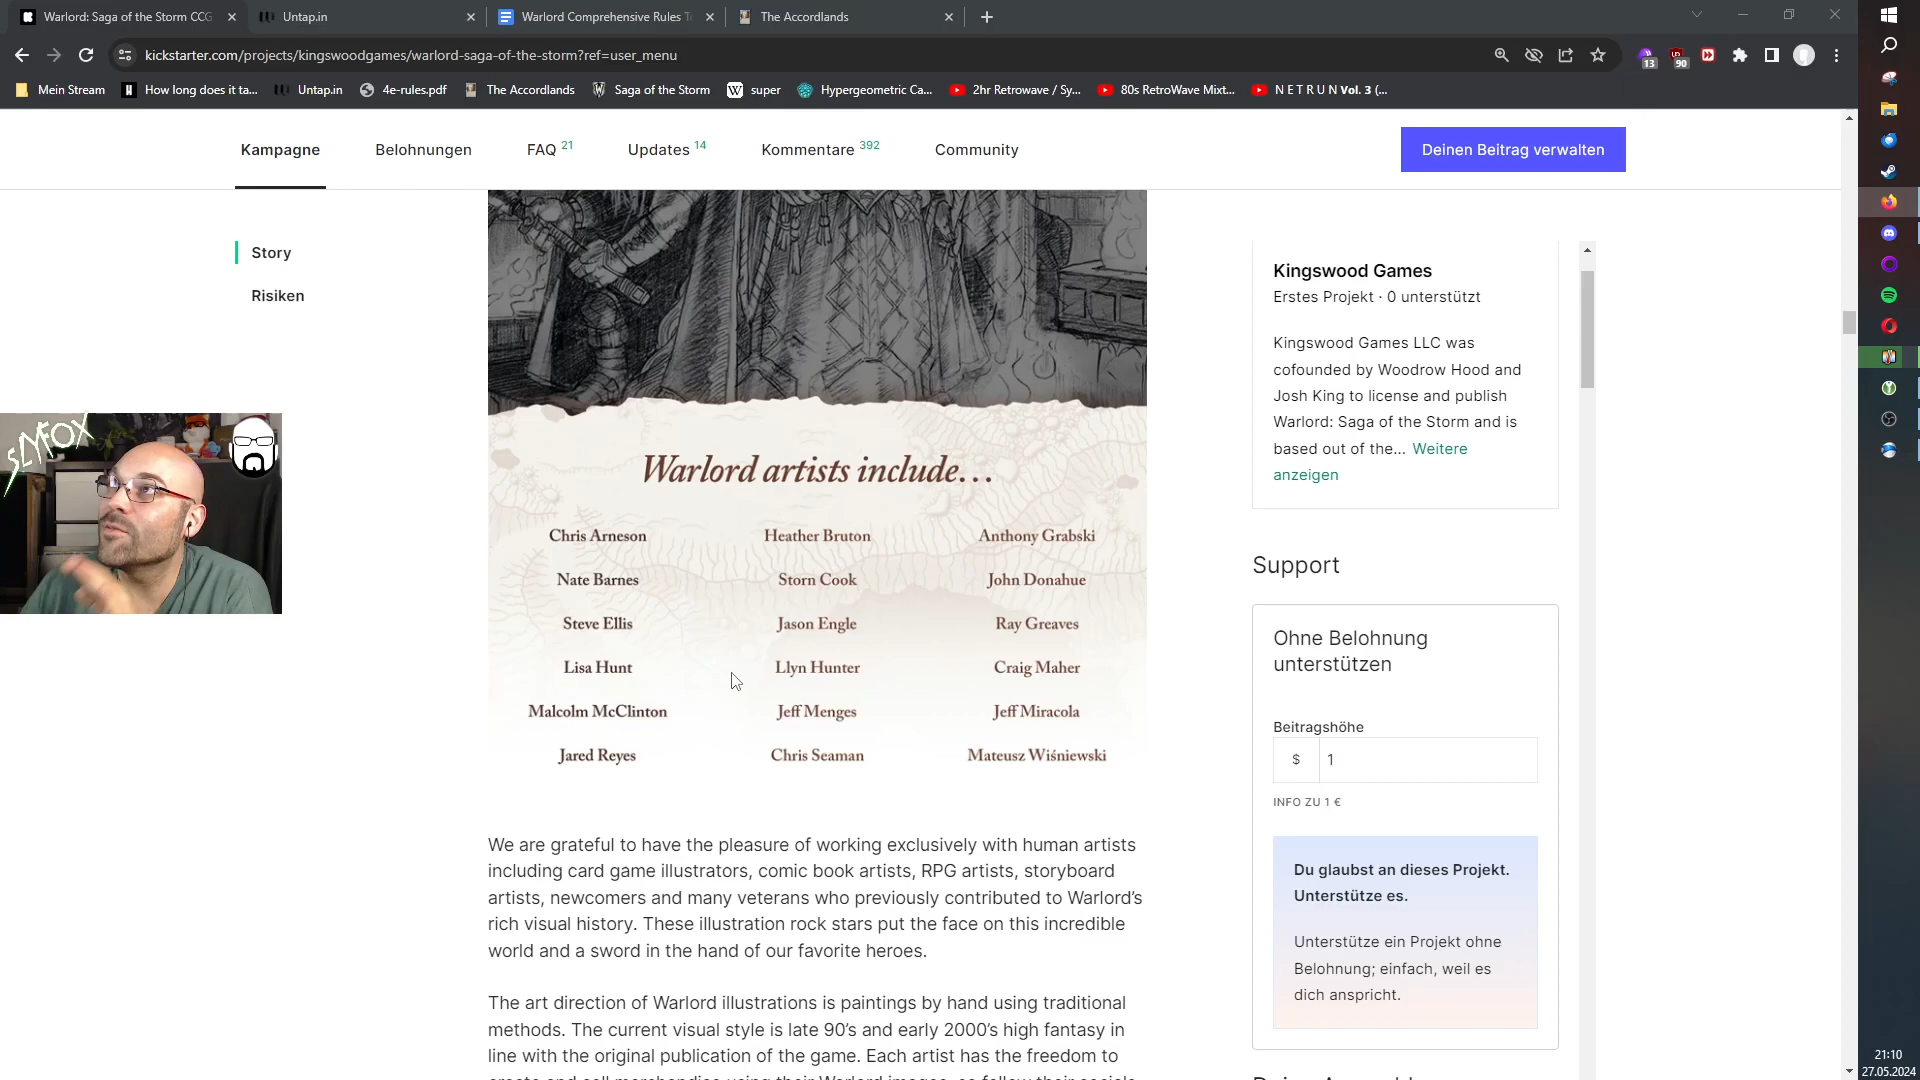 Warlord: Saga of the Storm CCG
Untap.in
Warlord Comprehensive Rules T
The Accordlands
kickstarter.com/projects/kingswoodgames/warlord-saga-of-the-storm?ref=user_menu
13
90
Mein Stream
How long does it ta...
Untap.in
4e-rules.pdf
The Accordlands
Saga of the Storm
W super
Hypergeometric Ca...
2hr Retrowave / Sy...
80s RetroWave Mixt...
N E T R U N Vol. 3 (...
Kampagne
Belohnungen
FAQ 21
Updates 14
Kommentare 392
Community
Deinen Beitrag verwalten
Story
Risiken
SLMFOX
Warlord artists include…
Chris Arneson
Heather Bruton
Anthony Grabski
Nate Barnes
Storn Cook
John Donahue
Steve Ellis
Jason Engle
Ray Greaves
Lisa Hunt
Llyn Hunter
Craig Maher
Malcolm McClinton
Jeff Menges
Jeff Miracola
Jared Reyes
Chris Seaman
Mateusz Wiśniewski
We are grateful to have the pleasure of working exclusively with human artists
including card game illustrators, comic book artists, RPG artists, storyboard
artists, newcomers and many veterans who previously contributed to Warlord’s
rich visual history. These illustration rock stars put the face on this incredible
world and a sword in the hand of our favorite heroes.
The art direction of Warlord illustrations is paintings by hand using traditional
methods. The current visual style is late 90’s and early 2000’s high fantasy in
line with the original publication of the game. Each artist has the freedom to
Kingswood Games
Erstes Projekt · 0 unterstützt
Kingswood Games LLC was
cofounded by Woodrow Hood and
Josh King to license and publish
Warlord: Saga of the Storm and is
based out of the... Weitere
anzeigen
Support
Ohne Belohnung
unterstützen
Beitragshöhe
$ 1
INFO ZU 1 €
Du glaubst an dieses Projekt.
Unterstütze es.
Unterstütze ein Projekt ohne
Belohnung; einfach, weil es
dich anspricht.
21:10
27.05.2024